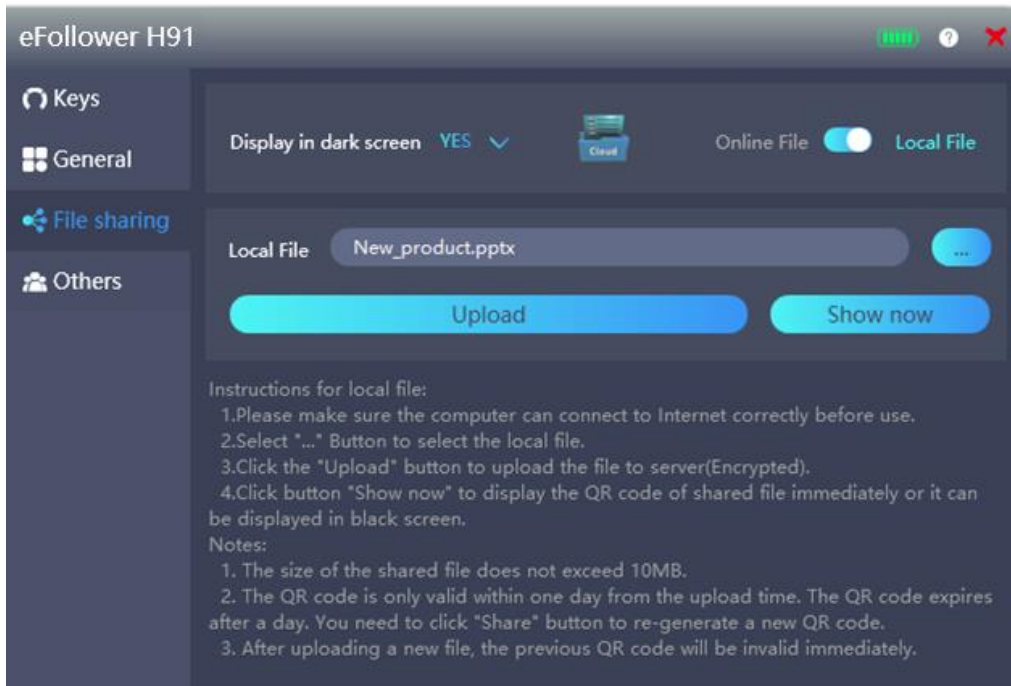 eFollower H91
?
Keys
General
File sharing
Others
Display in dark screen YES
Cloud
Online File
Local File
Local File
New_product.pptx
...
Upload
Show now
Instructions for local file:
1.Please make sure the computer can connect to Internet correctly before use.
2.Select "..." Button to select the local file.
3.Click the "Upload" button to upload the file to server(Encrypted).
4.Click button "Show now" to display the QR code of shared file immediately or it can
be displayed in black screen.
Notes:
1. The size of the shared file does not exceed 10MB.
2. The QR code is only valid within one day from the upload time. The QR code expires
after a day. You need to click "Share" button to re-generate a new QR code.
3. After uploading a new file, the previous QR code will be invalid immediately.